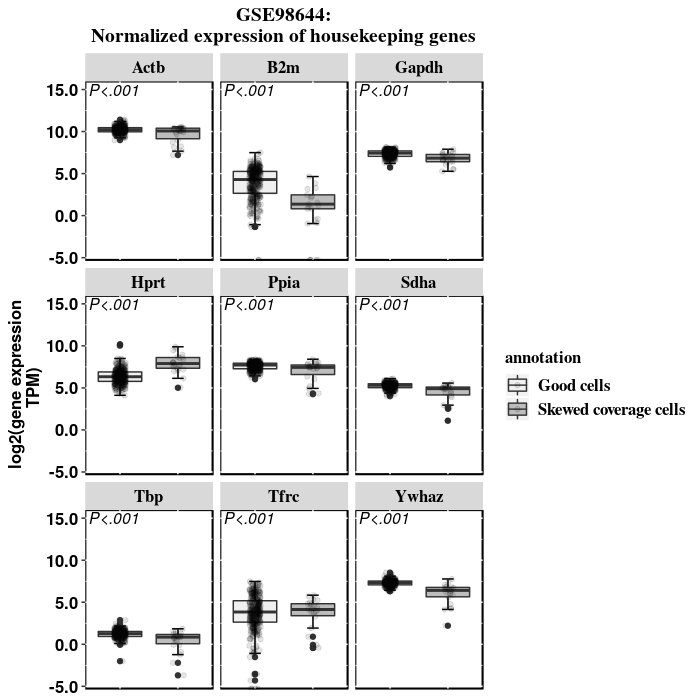 GSE98644:
Normalized expression of housekeeping genes
Actb
B2m
Gapdh
P<.001
P<.001
P<.001
15.0
10.0
5.0
0.0
-5.0
Hprt
Ppia
Sdha
P<.001
P<.001
P<.001
15.0
10.0
5.0
0.0
-5.0
Tbp
Tfrc
Ywhaz
P<.001
P<.001
P<.001
15.0
10.0
5.0
0.0
-5.0
log2(gene expression
TPM)
annotation
Good cells
Skewed coverage cells